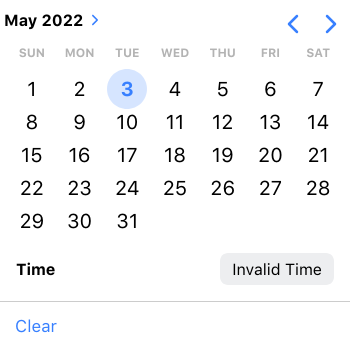 May 2022
SUN MON TUE WED THU FRI SAT
1 2 3 4 5 6 7
8 9 10 11 12 13 14
15 16 17 18 19 20 21
22 23 24 25 26 27 28
29 30 31
Time Invalid Time
Clear